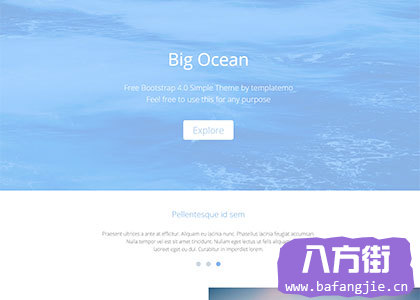 Big Ocean
Free Bootstrap 4.0 Simple Theme by templatemo
Feel free to use this for any purpose
Explore
Pellentesque id sem
Praesent ultrices a ante at efficitur. Aliquam eu lacinia nunc. Phasellus lacinia feugiat accumsan.
Nulla tempor vel est sit amet tincidunt. Nullam eget lectus ut felis aliquam
dapibus eget eu dui. Curabitur in imperdiet lorem.
八方街
www.bafangjie.cn